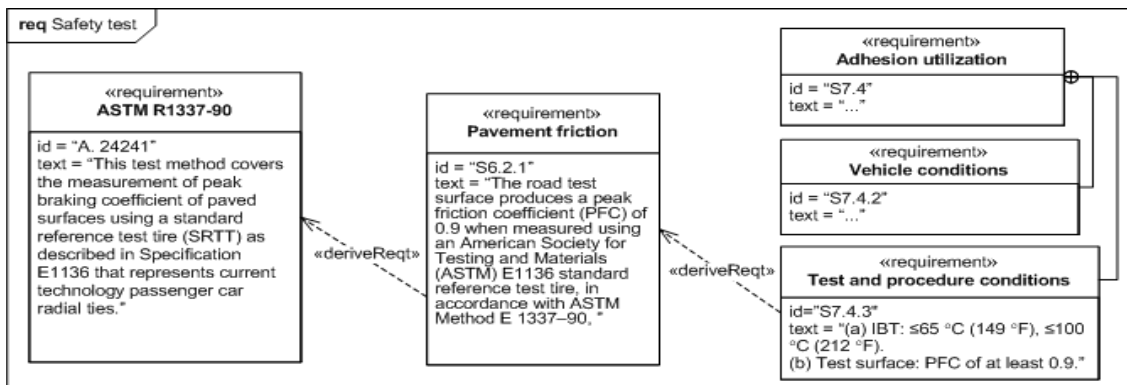 req Safety test
«requirement»
ASTM R1337-90
id = “A. 24241”
text = “This test method covers
the measurement of peak
braking coefficient of paved
surfaces using a standard
reference test tire (SRTT) as
described in Specification
E1136 that represents current
technology passenger car
radial ties.”
«deriveReqt»
«requirement»
Pavement friction
id = “S6.2.1”
text = “The road test
surface produces a peak
friction coefficient (PFC) of
0.9 when measured using
an American Society for
Testing and Materials
(ASTM) E1136 standard
reference test tire, in
accordance with ASTM
Method E 1337–90, ”
«deriveReqt»
«requirement»
Adhesion utilization
id = “S7.4”
text = “...”
«requirement»
Vehicle conditions
id = “S7.4.2”
text = “...”
«requirement»
Test and procedure conditions
id=“S7.4.3”
text = “(a) IBT: ≤65 °C (149 °F), ≤100
°C (212 °F).
(b) Test surface: PFC of at least 0.9.”